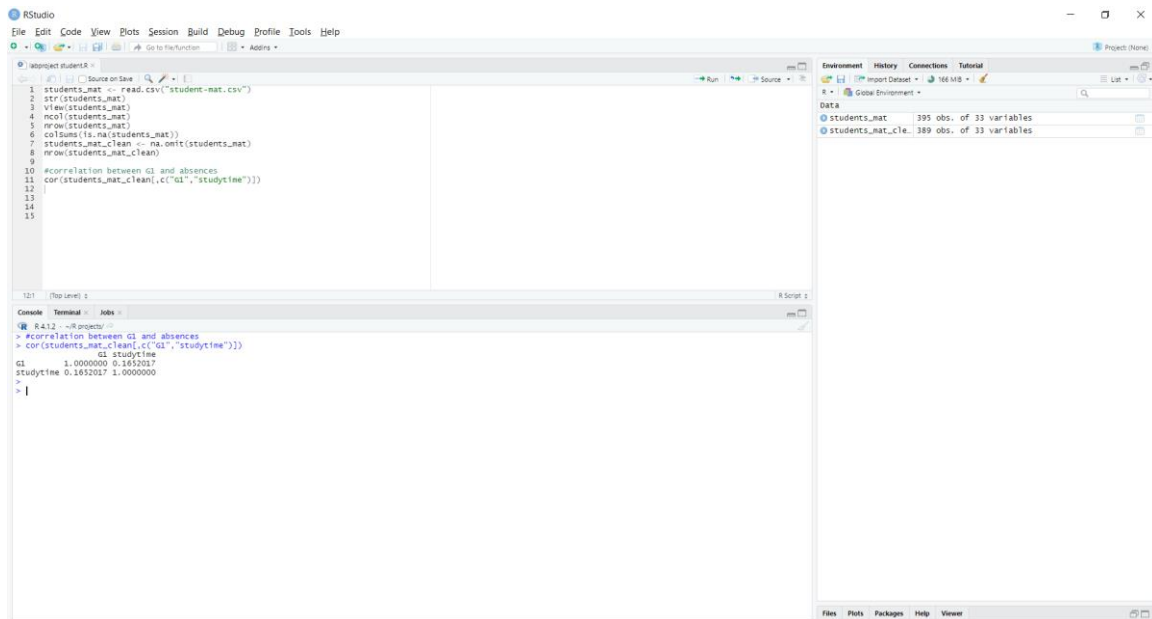 RStudio
File Edit Code View Plots Session Build Debug Profile Tools Help
Go to file/function Addins
Project: (None)
labproject student.R
Source on Save Run Source
1 students_mat <- read.csv("student-mat.csv")
2 str(students_mat)
3 view(students_mat)
4 ncol(students_mat)
5 nrow(students_mat)
6 colSums(is.na(students_mat))
7 students_mat_clean <- na.omit(students_mat)
8 nrow(students_mat_clean)
9
10 #correlation between G1 and absences
11 cor(students_mat_clean[,c("G1","studytime")])
12
13
14
15
12:1 (Top Level) R Script
Console Terminal Jobs
R 4.1.2 · ~/R projects/
> #correlation between G1 and absences
> cor(students_mat_clean[,c("G1","studytime")])
G1 studytime
G1 1.0000000 0.1652017
studytime 0.1652017 1.0000000
>
>
Environment History Connections Tutorial
Import Dataset 166 MiB List
R Global Environment
Data
students_mat 395 obs. of 33 variables
students_mat_cle… 389 obs. of 33 variables
Files Plots Packages Help Viewer